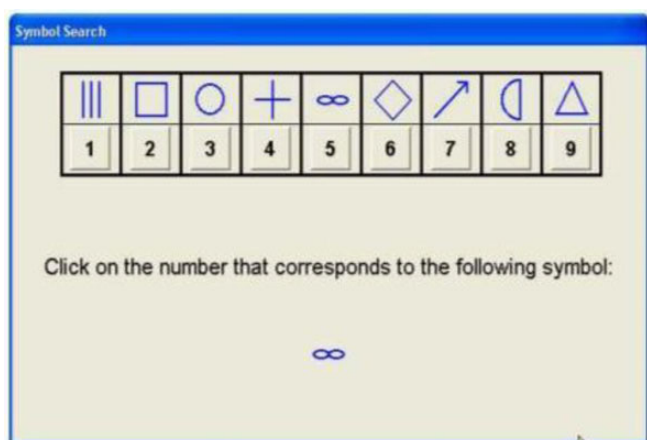 Symbol Search
1 2 3 4 5 6 7 8 9
Click on the number that corresponds to the following symbol:
∞